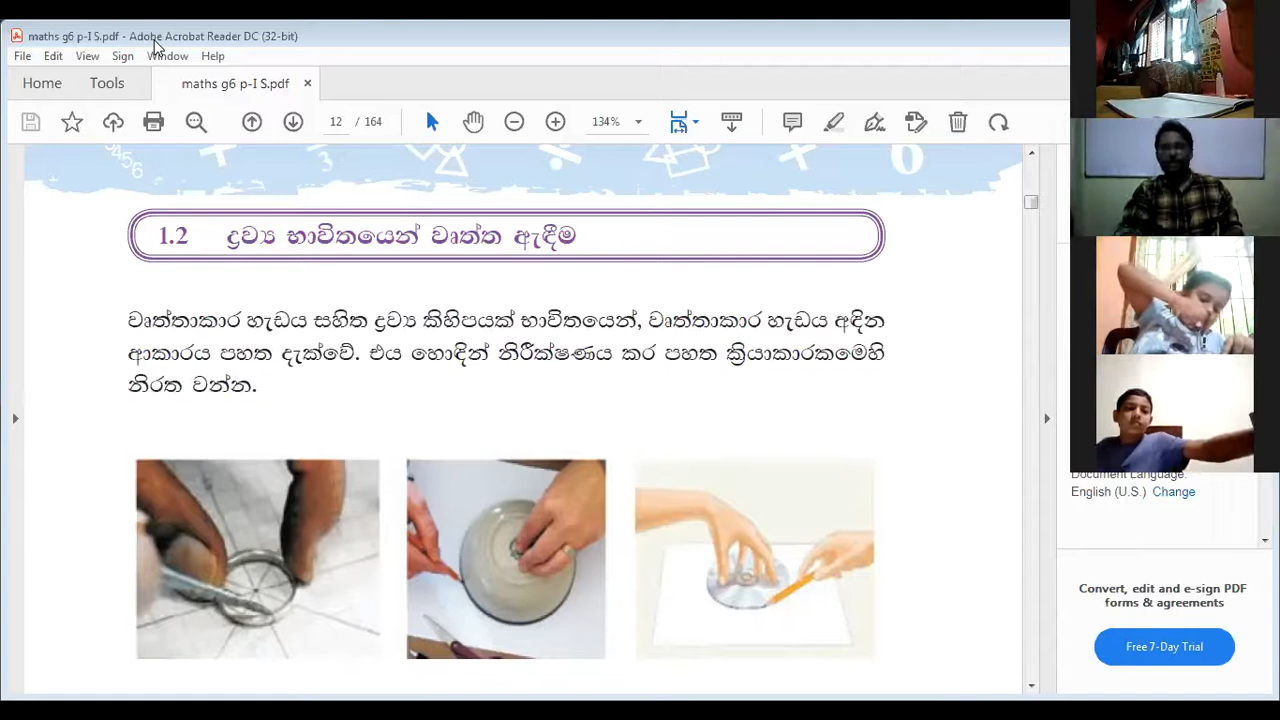 maths g6 p-I S.pdf - Adobe Acrobat Reader DC (32-bit)
File Edit View Sign Window Help
Home Tools maths g6 p-I S.pdf ×
12 / 164 134%
1.2 ද්‍රව්‍ය භාවිතයෙන් වෘත්ත ඇඳීම
වෘත්තාකාර හැඩය සහිත ද්‍රව්‍ය කිහිපයක් භාවිතයෙන්, වෘත්තාකාර හැඩය අඳින
ආකාරය පහත දැක්වේ. එය හොඳින් නිරීක්ෂණය කර පහත ක්‍රියාකාරකමෙහි
නිරත වන්න.
Document Language:
English (U.S.) Change
Convert, edit and e-sign PDF
forms & agreements
Free 7-Day Trial